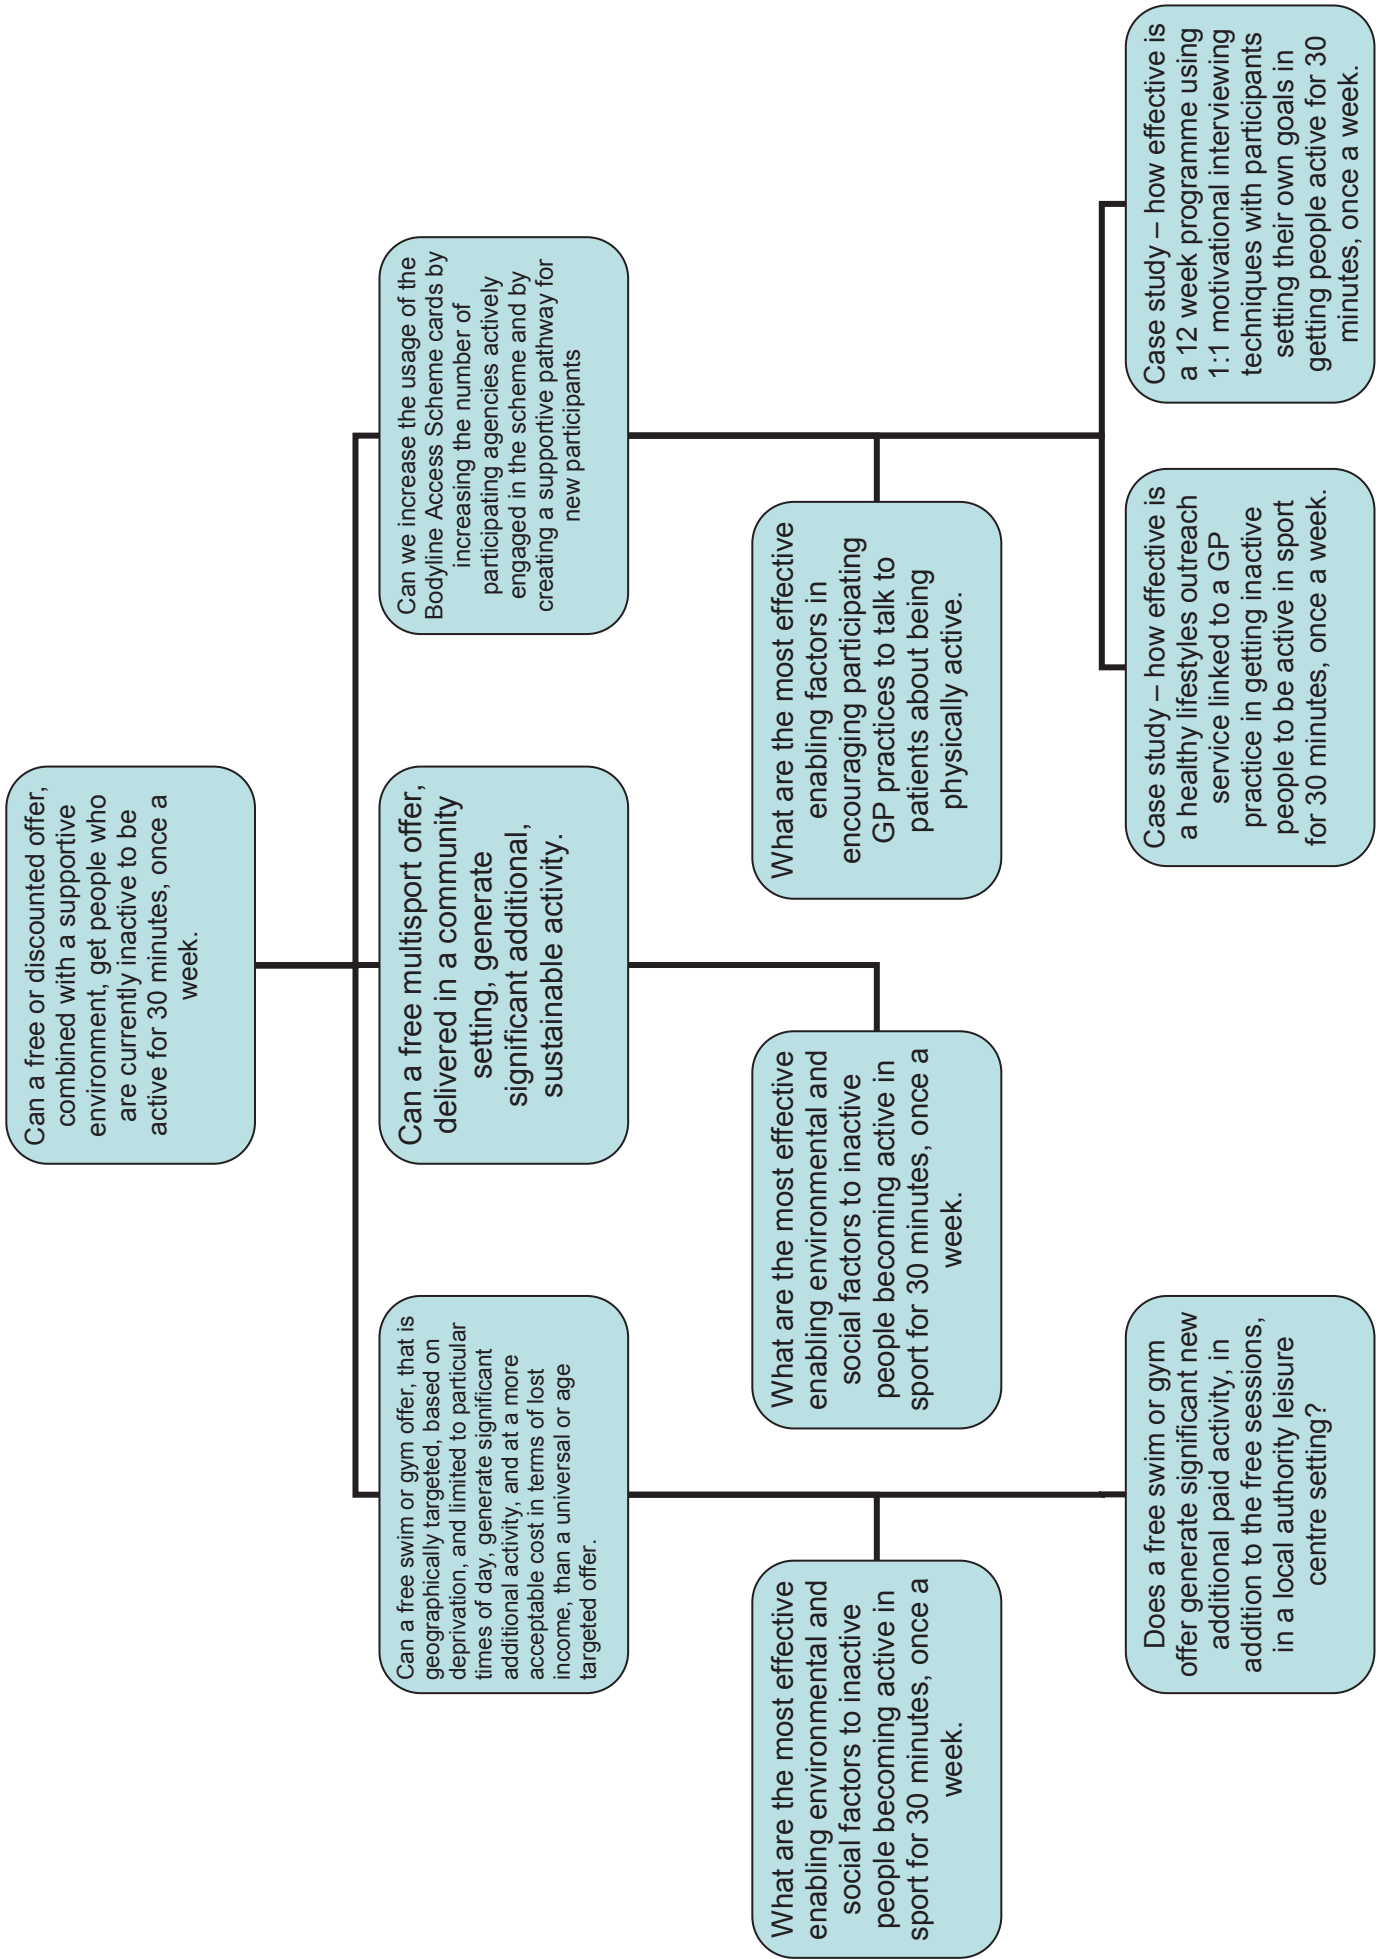 Can a free or discounted offer,
combined with a supportive
environment, get people who
are currently inactive to be
active for 30 minutes, once a
week.
Can a free swim or gym offer, that is
geographically targeted, based on
deprivation, and limited to particular
times of day, generate significant
additional activity, and at a more
acceptable cost in terms of lost
income, than a universal or age
targeted offer.
Can a free multisport offer,
delivered in a community
setting, generate
significant additional,
sustainable activity.
Can we increase the usage of the
Bodyline Access Scheme cards by
increasing the number of
participating agencies actively
engaged in the scheme and by
creating a supportive pathway for
new participants
What are the most effective
enabling environmental and
social factors to inactive
people becoming active in
sport for 30 minutes, once a
week.
What are the most effective
enabling environmental and
social factors to inactive
people becoming active in
sport for 30 minutes, once a
week.
What are the most effective
enabling factors in
encouraging participating
GP practices to talk to
patients about being
physically active.
Does a free swim or gym
offer generate significant new
additional paid activity, in
addition to the free sessions,
in a local authority leisure
centre setting?
Case study – how effective is
a healthy lifestyles outreach
service linked to a GP
practice in getting inactive
people to be active in sport
for 30 minutes, once a week.
Case study – how effective is
a 12 week programme using
1:1 motivational interviewing
techniques with participants
setting their own goals in
getting people active for 30
minutes, once a week.